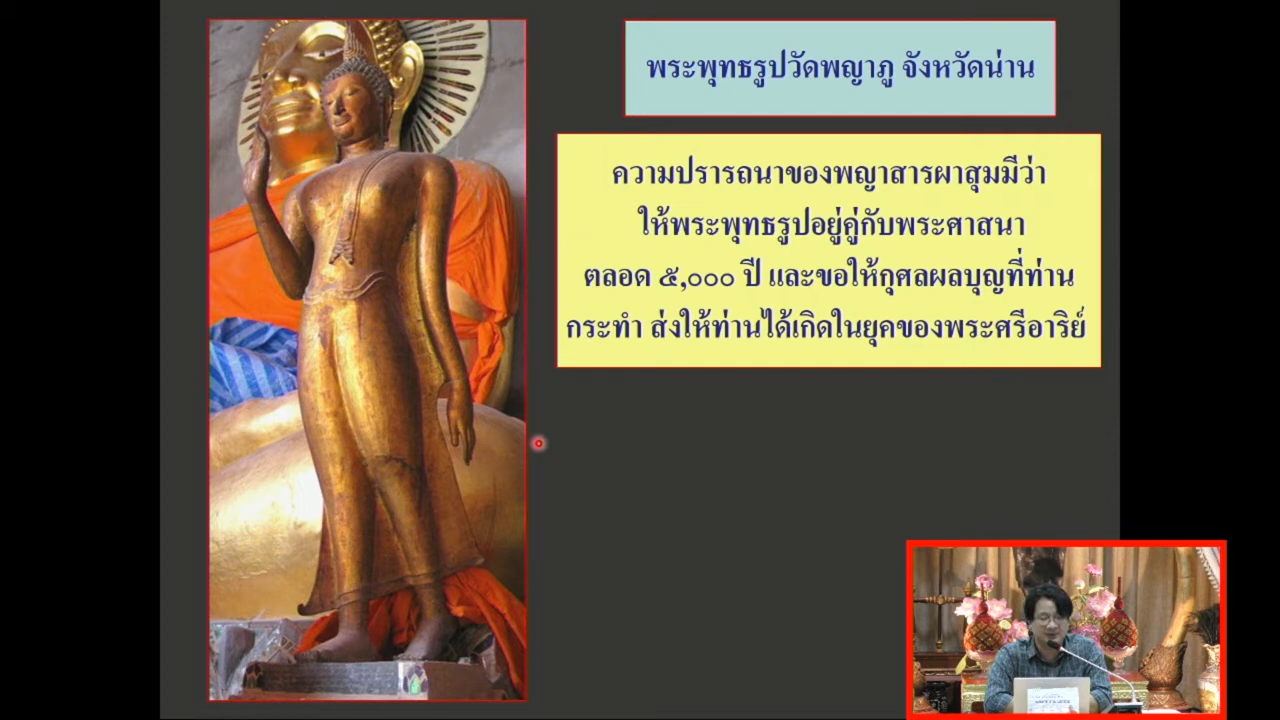 พระพุทธรูปวัดพญาภู จังหวัดน่าน
ความปรารถนาของพญาสารผาสุมมีว่า
ให้พระพุทธรูปอยู่คู่กับพระศาสนา
ตลอด ๕,๐๐๐ ปี และขอให้กุศลผลบุญที่ท่าน
กระทำ ส่งให้ท่านได้เกิดในยุคของพระศรีอาริย์